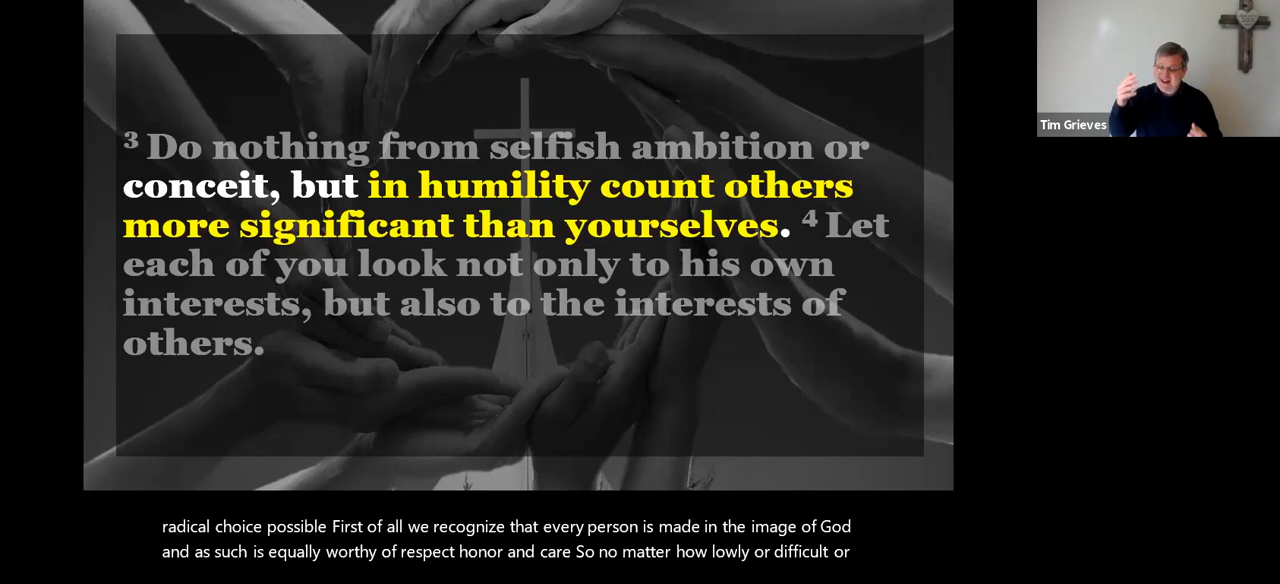 ³ Do nothing from selfish ambition or
conceit, but in humility count others
more significant than yourselves. ⁴ Let
each of you look not only to his own
interests, but also to the interests of
others.
Tim Grieves
radical choice possible First of all we recognize that every person is made in the image of God
and as such is equally worthy of respect honor and care So no matter how lowly or difficult or